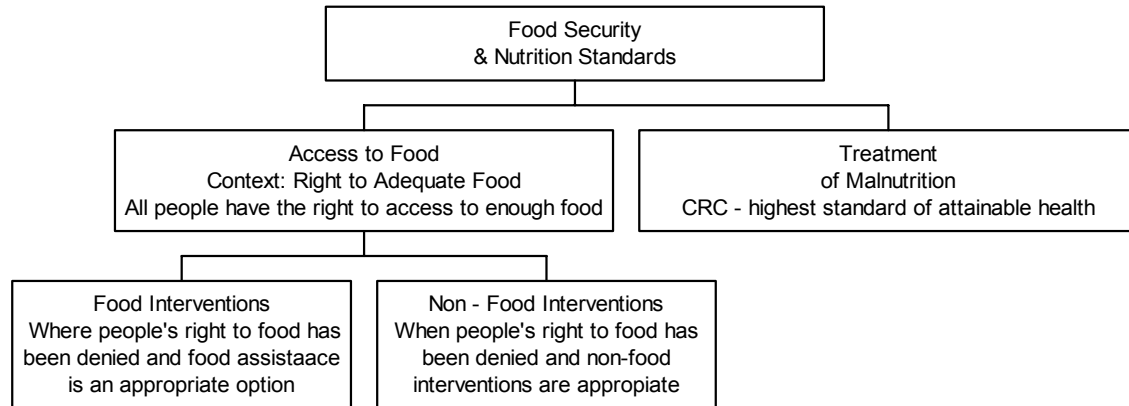 Food Security
& Nutrition Standards
Access to Food
Context: Right to Adequate Food
All people have the right to access to enough food
Treatment
of Malnutrition
CRC - highest standard of attainable health
Food Interventions
Where people's right to food has
been denied and food assistaace
is an appropriate option
Non - Food Interventions
When people's right to food has
been denied and non-food
interventions are appropiate